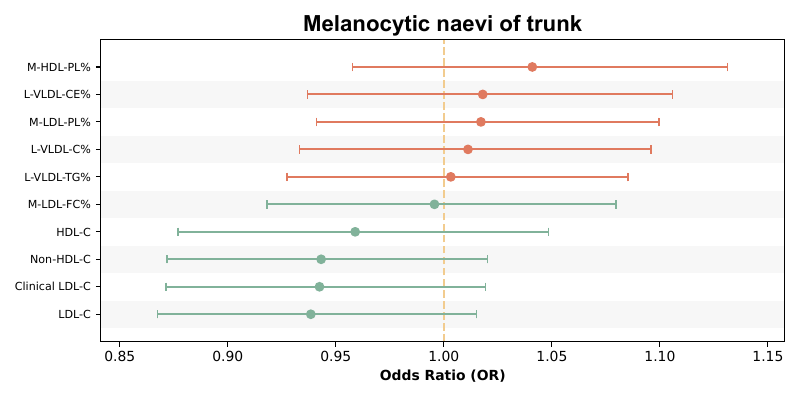 Melanocytic naevi of trunk
M-HDL-PL%
L-VLDL-CE%
M-LDL-PL%
L-VLDL-C%
L-VLDL-TG%
M-LDL-FC%
HDL-C
Non-HDL-C
Clinical LDL-C
LDL-C
0.85 0.90 0.95 1.00 1.05 1.10 1.15
Odds Ratio (OR)